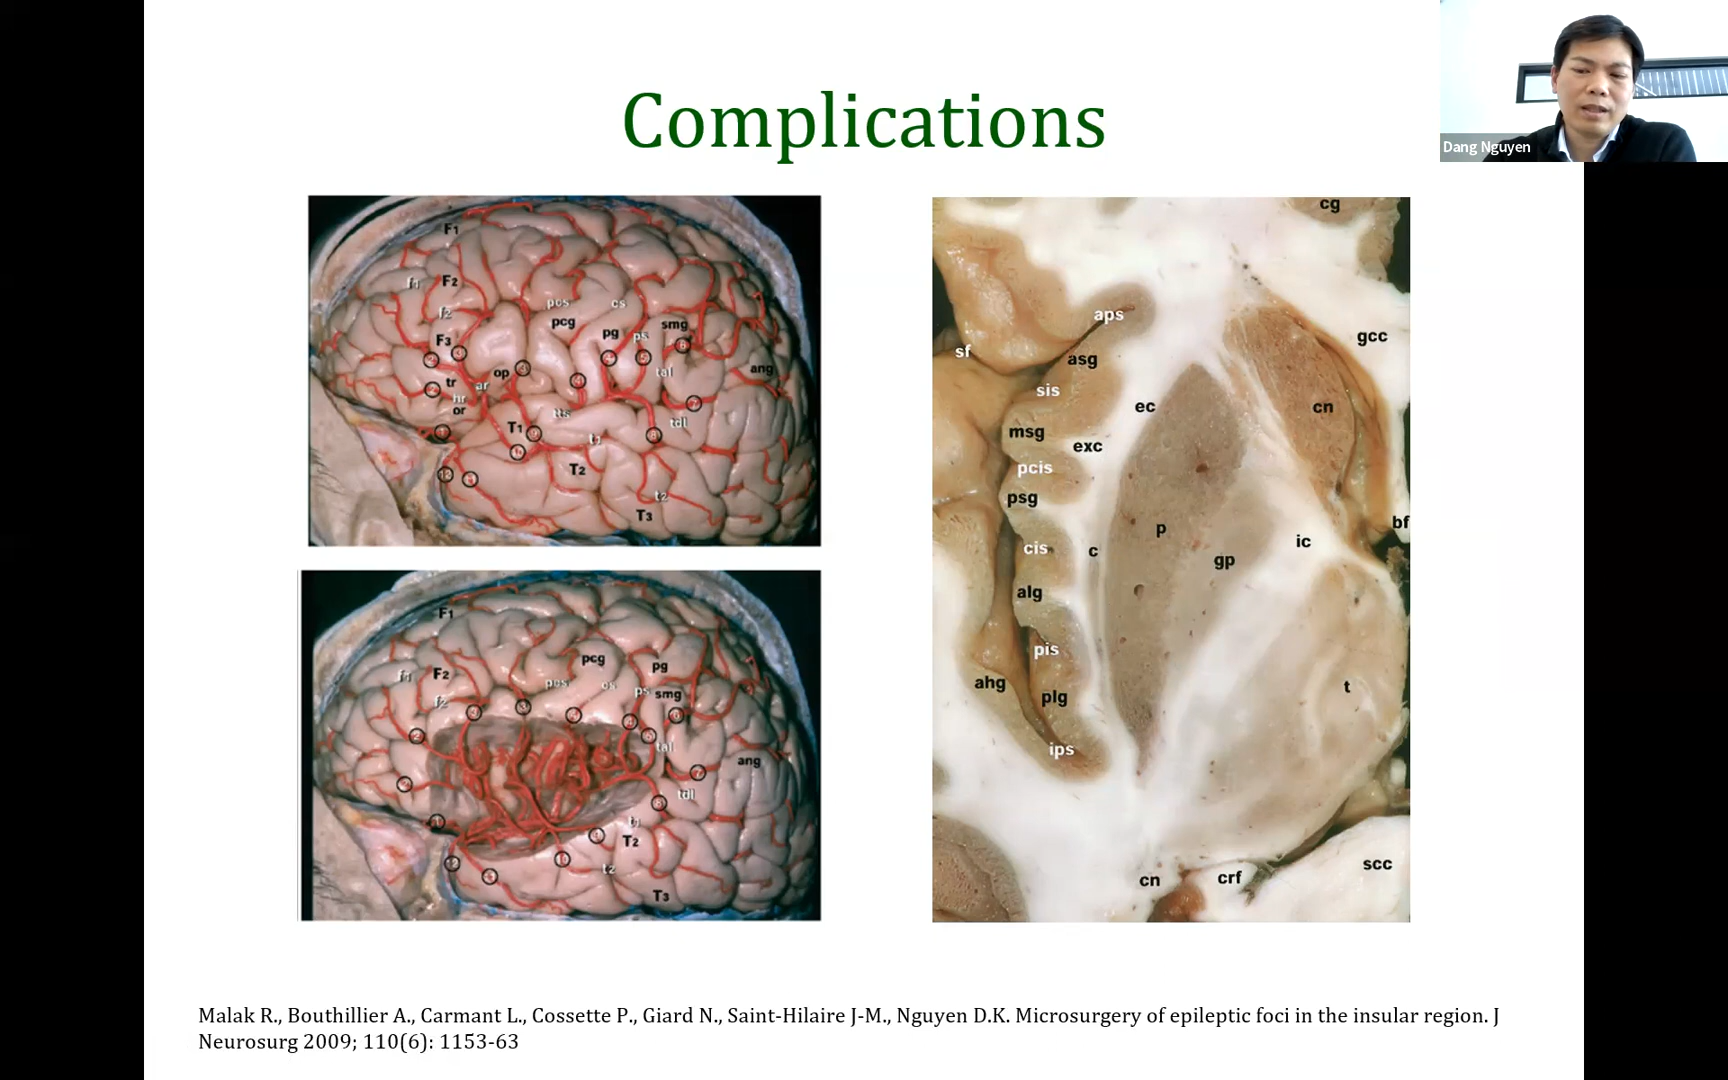 Complications
Dang Nguyen
F1
f1
F2
f2
pcs
cs
pcg
pg
ps
smg
F3
tr
ar
op
tal
ang
hr
or
tts
T1
t1
tdl
T2
t2
T3
F1
f1
F2
f2
pcg
pg
pcs
cs
ps
smg
tal
ang
tdl
t1
T2
t2
T3
cg
aps
sf
asg
gcc
sis
ec
cn
msg
exc
pcis
psg
p
bf
cis
c
gp
ic
alg
pis
ahg
plg
t
ips
cn
crf
scc
Malak R., Bouthillier A., Carmant L., Cossette P., Giard N., Saint-Hilaire J-M., Nguyen D.K. Microsurgery of epileptic foci in the insular region. J
Neurosurg 2009; 110(6): 1153-63